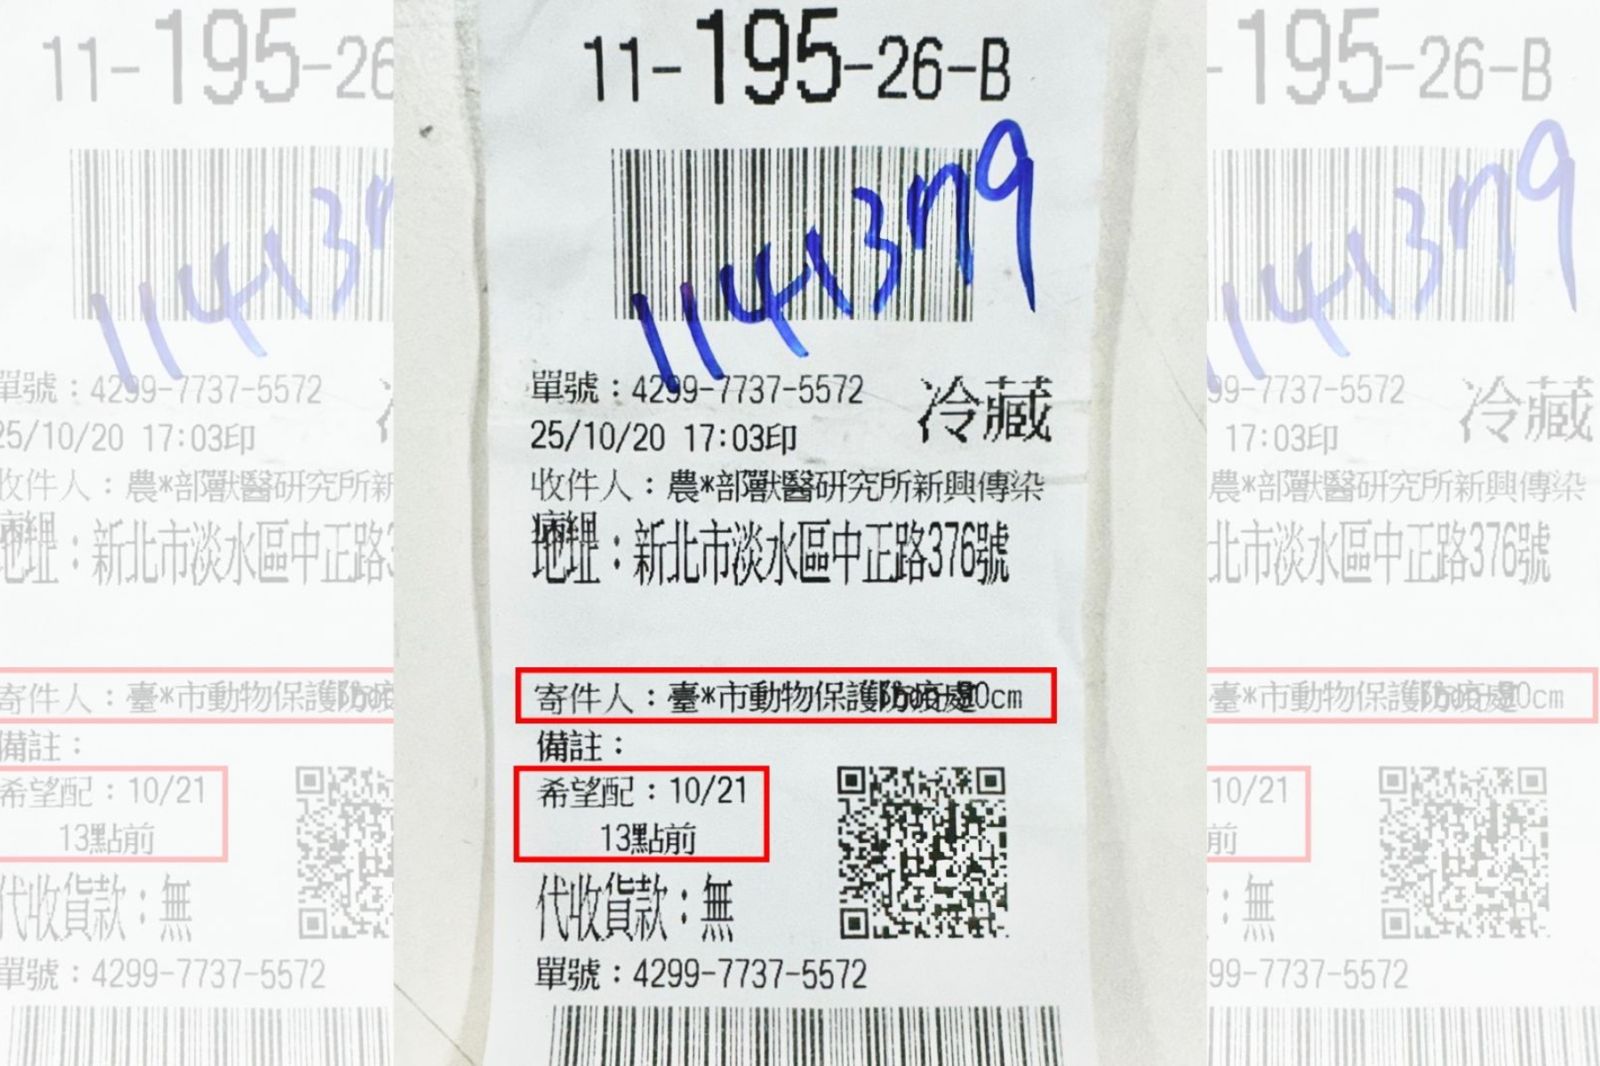 11-195-26-B
1141379
單號：4299-7737-5572
冷藏
25/10/20 17:03印
收件人：農*部獸醫研究所新興傳染
地址：新北市淡水區中正路376號
寄件人：臺*市動物保護防疫處 90cm
備註：
希望配：10/21
13點前
代收貨款：無
單號：4299-7737-5572